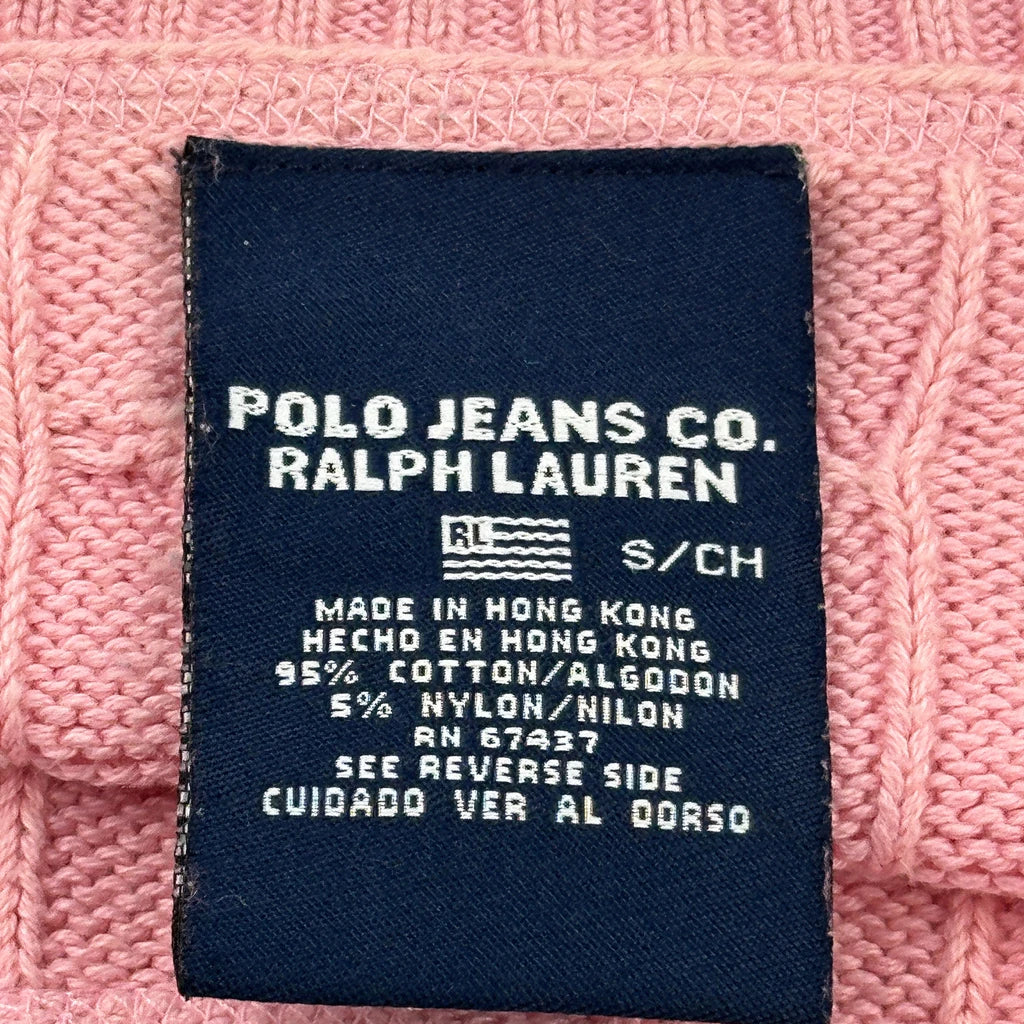 POLO JEANS CO.
RALPH LAUREN
RL
S/CH
MADE IN HONG KONG
HECHO EN HONG KONG
95% COTTON/ALGODON
5% NYLON/NILON
RN 67437
SEE REVERSE SIDE
CUIDADO VER AL DORSO